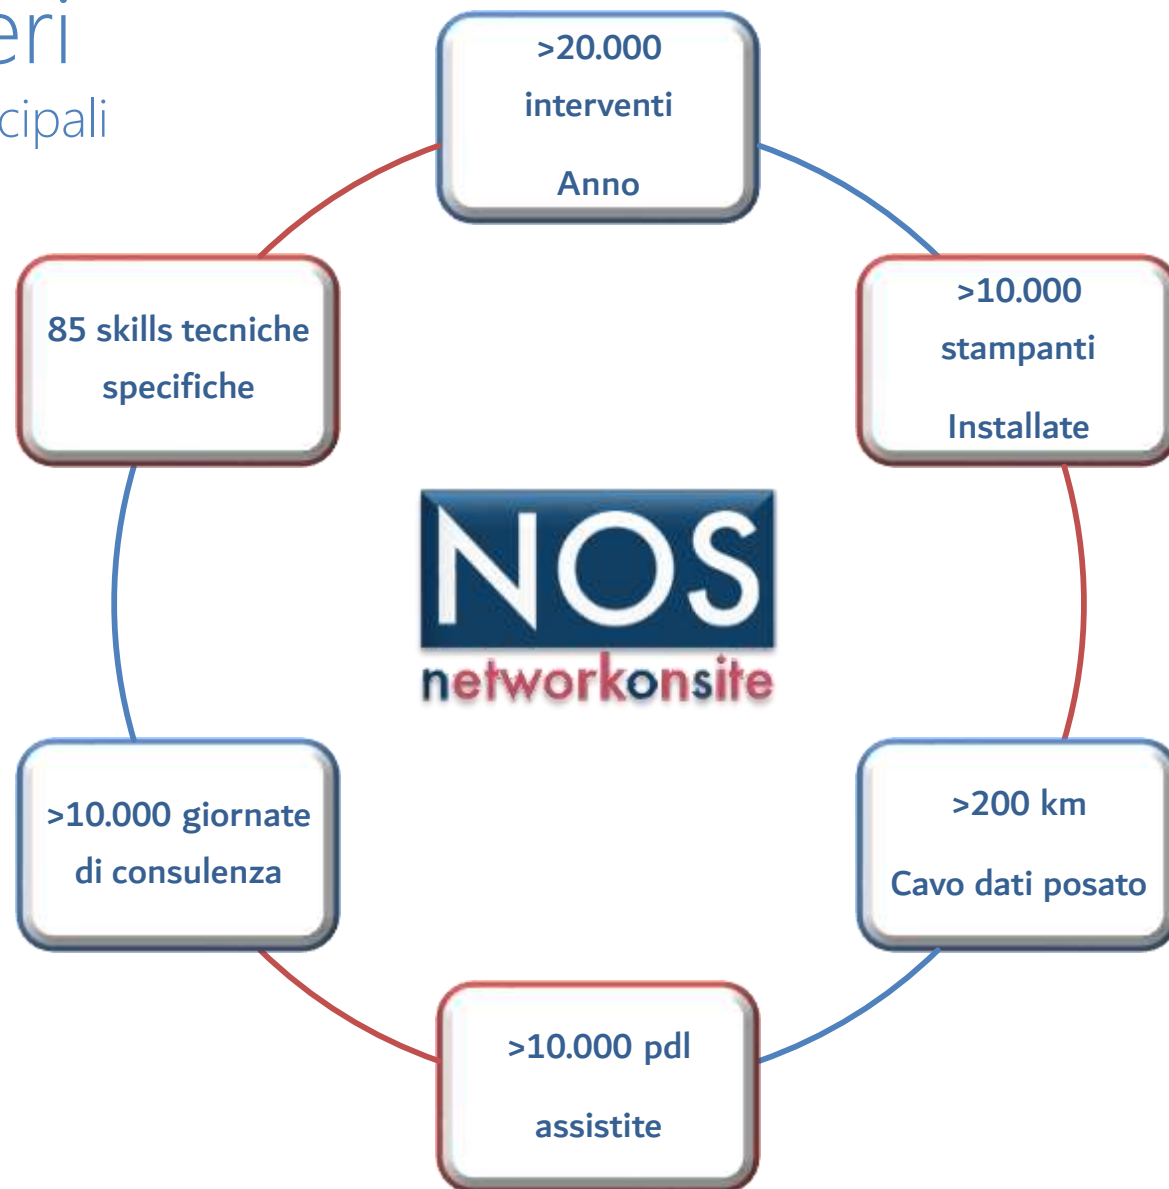 eri
cipali
>20.000
interventi
Anno
85 skills tecniche
specifiche
>10.000
stampanti
Installate
NOS
networkonsite
>10.000 giornate
di consulenza
>200 km
Cavo dati posato
>10.000 pdl
assistite